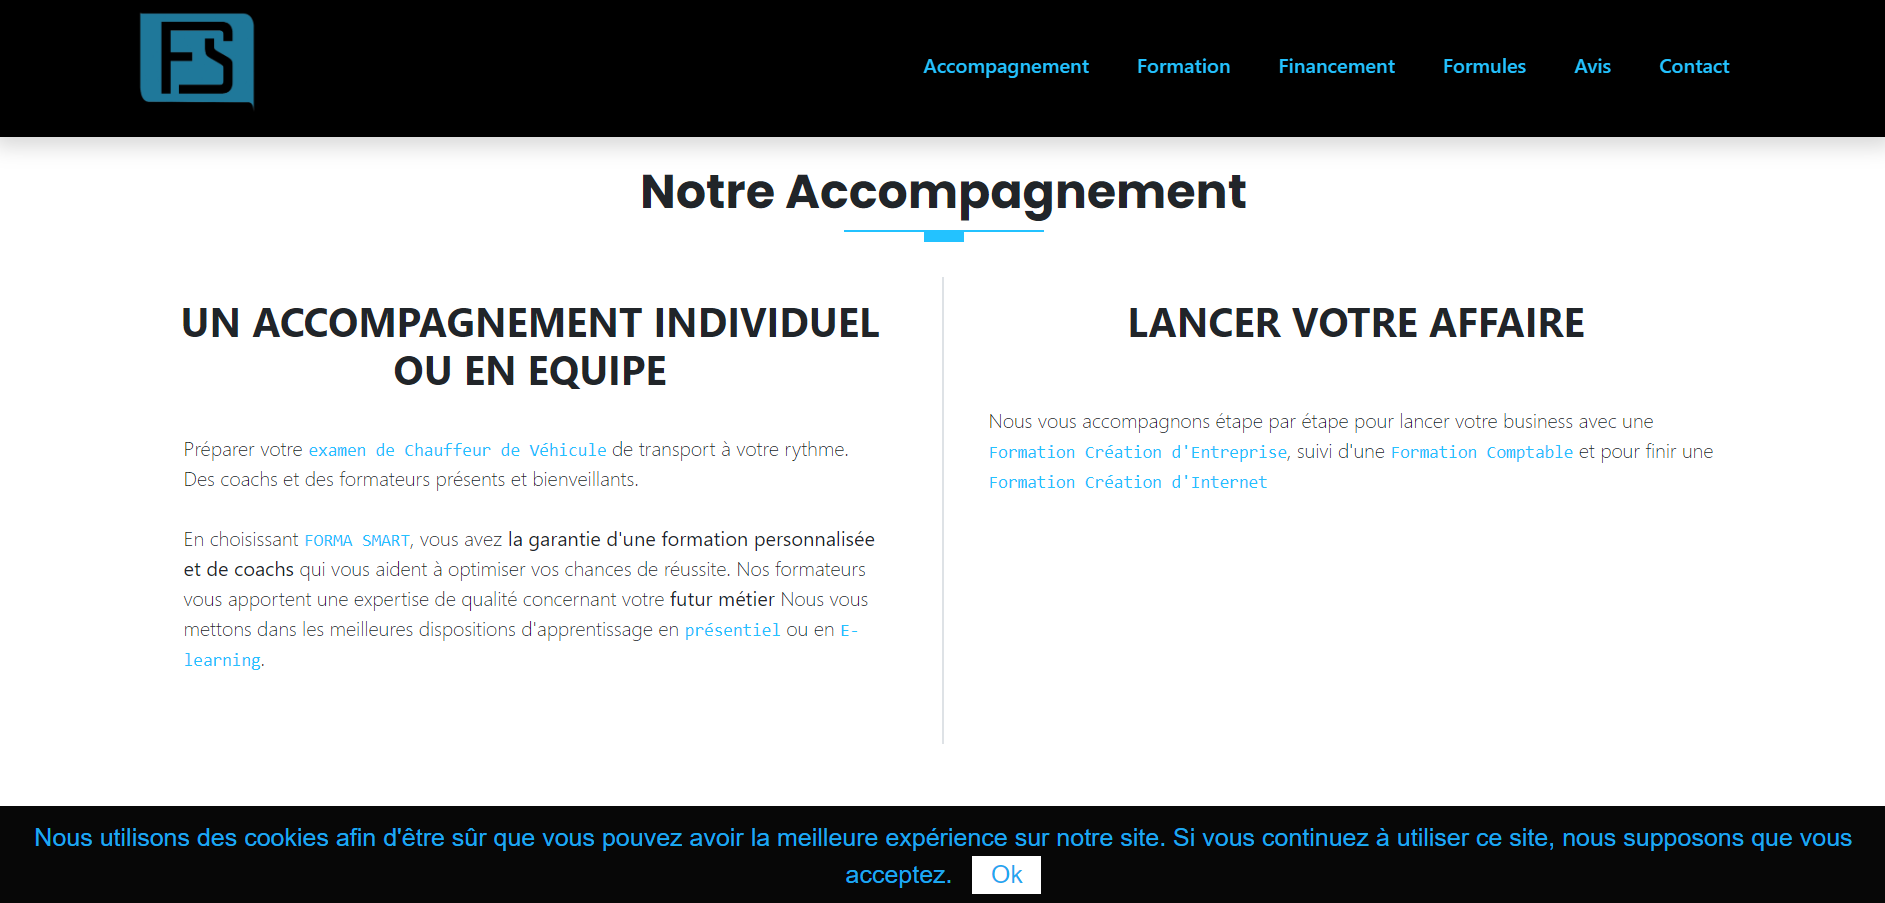 FS
Accompagnement Formation Financement Formules Avis Contact
Notre Accompagnement
UN ACCOMPAGNEMENT INDIVIDUEL
OU EN EQUIPE
Préparer votre examen de Chauffeur de Véhicule de transport à votre rythme.
Des coachs et des formateurs présents et bienveillants.
En choisissant FORMA SMART, vous avez la garantie d'une formation personnalisée
et de coachs qui vous aident à optimiser vos chances de réussite. Nos formateurs
vous apportent une expertise de qualité concernant votre futur métier Nous vous
mettons dans les meilleures dispositions d'apprentissage en présentiel ou en E-
learning.
LANCER VOTRE AFFAIRE
Nous vous accompagnons étape par étape pour lancer votre business avec une
Formation Création d'Entreprise, suivi d'une Formation Comptable et pour finir une
Formation Création d'Internet
Nous utilisons des cookies afin d'être sûr que vous pouvez avoir la meilleure expérience sur notre site. Si vous continuez à utiliser ce site, nous supposons que vous
acceptez. Ok